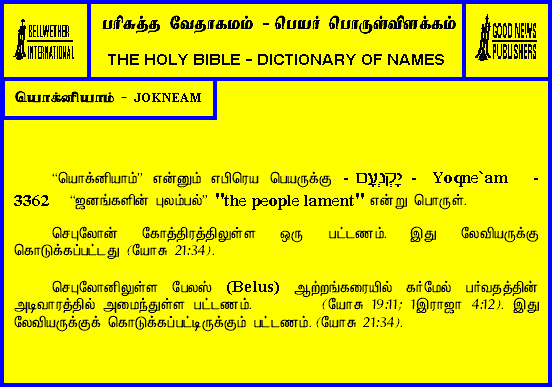 BELLWETHER
INTERNATIONAL
பரிசுத்த வேதாகமம் - பெயர் பொருள்விளக்கம்
THE HOLY BIBLE - DICTIONARY OF NAMES
GOOD NEWS
PUBLISHERS
யொக்னியாம் - JOKNEAM
“யொக்னியாம்” என்னும் எபிரெய பெயருக்கு - יָקְנְעָם - Yoqne`am -
3362 “ஜனங்களின் புலம்பல்” "the people lament" என்று பொருள்.
செபுலோன் கோத்திரத்திலுள்ள ஒரு பட்டணம். இது லேவியருக்கு
கொடுக்கப்பட்டது (யோசு 21:34).
செபுலோனிலுள்ள பேலஸ் (Belus) ஆற்றங்கரையில் கர்மேல் பர்வதத்தின்
அடிவாரத்தில் அமைந்துள்ள பட்டணம். (யோசு 19:11; 1இராஜா 4:12). இது
லேவியருக்குக் கொடுக்கப்பட்டிருக்கும் பட்டணம். (யோசு 21:34).